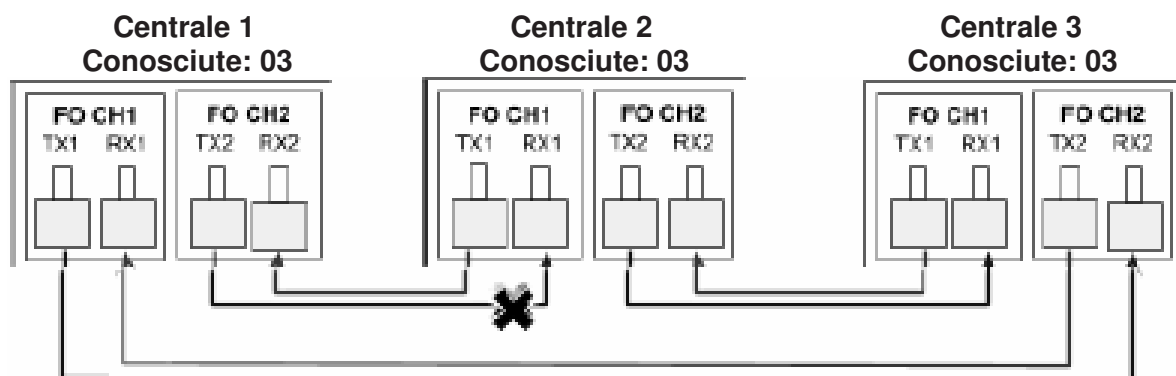 Centrale 1
Conosciute: 03
Centrale 2
Conosciute: 03
Centrale 3
Conosciute: 03
FO CH1
TX1 RX1
FO CH2
TX2 RX2
FO CH1
TX1 RX1
FO CH2
TX2 RX2
FO CH1
TX1 RX1
FO CH2
TX2 RX2